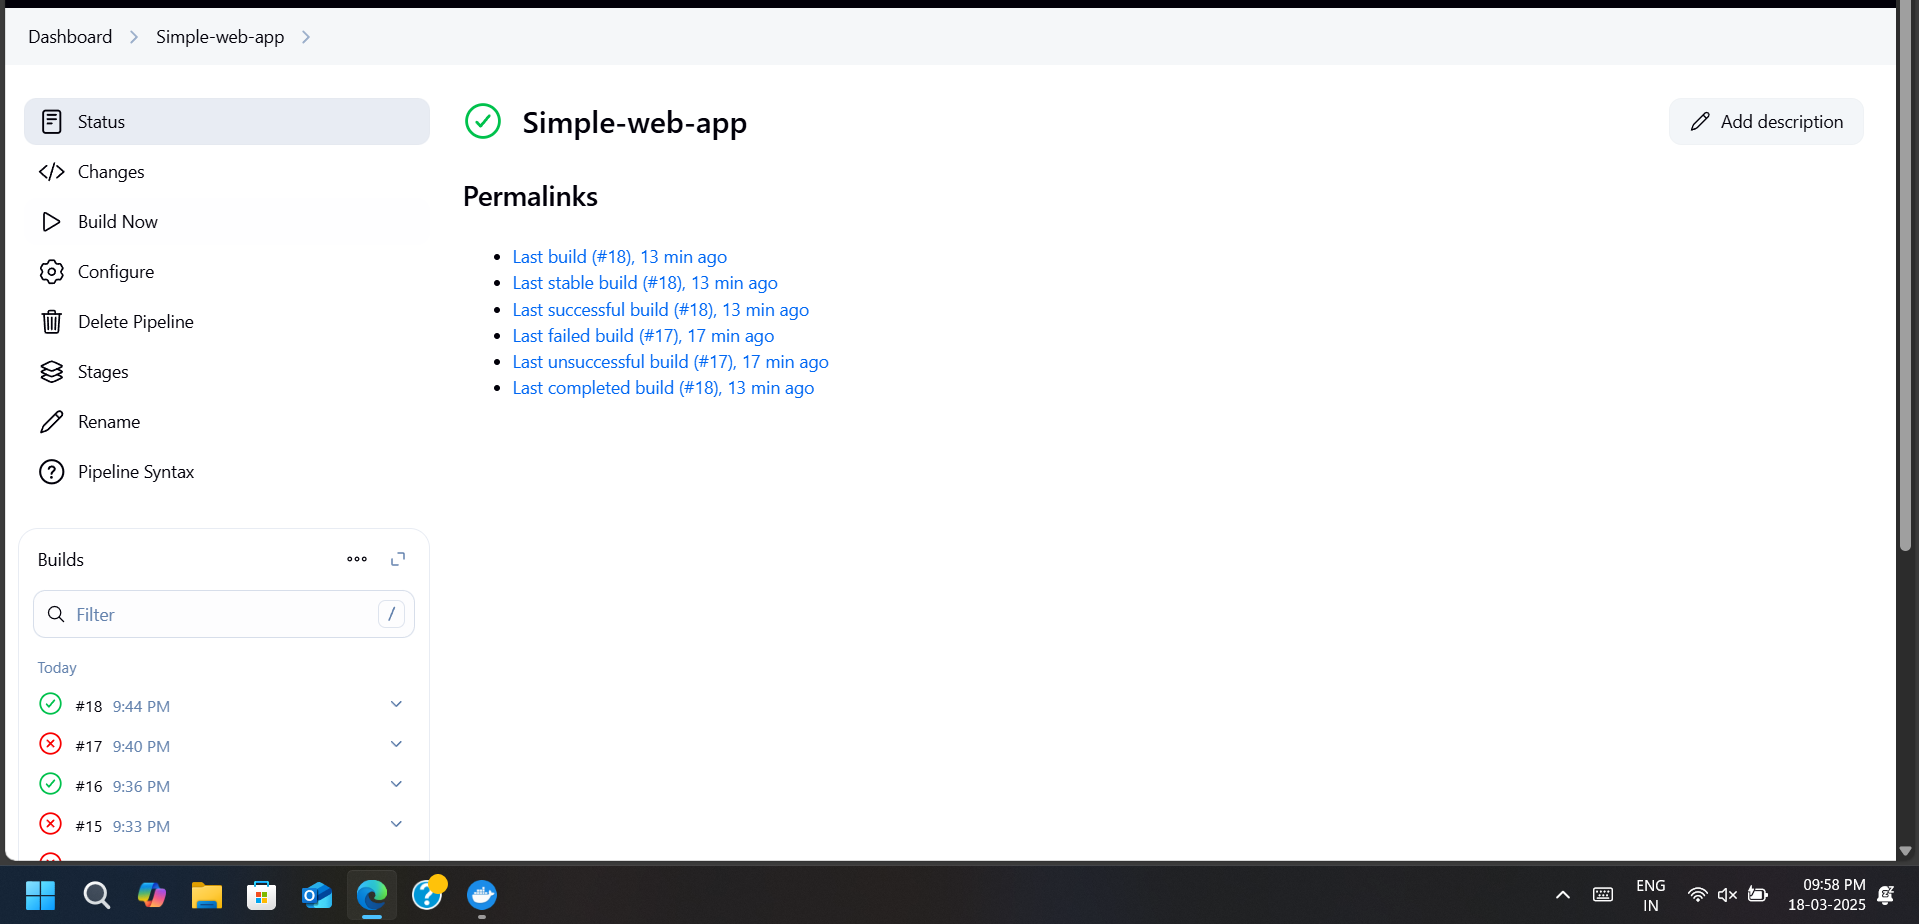 Dashboard
Simple-web-app
Status
Changes
Build Now
Configure
Delete Pipeline
Stages
Rename
Pipeline Syntax
Simple-web-app
Add description
Permalinks
Last build (#18), 13 min ago
Last stable build (#18), 13 min ago
Last successful build (#18), 13 min ago
Last failed build (#17), 17 min ago
Last unsuccessful build (#17), 17 min ago
Last completed build (#18), 13 min ago
Builds
Filter /
Today
#18 9:44 PM
#17 9:40 PM
#16 9:36 PM
#15 9:33 PM
ENG
IN
09:58 PM
18-03-2025